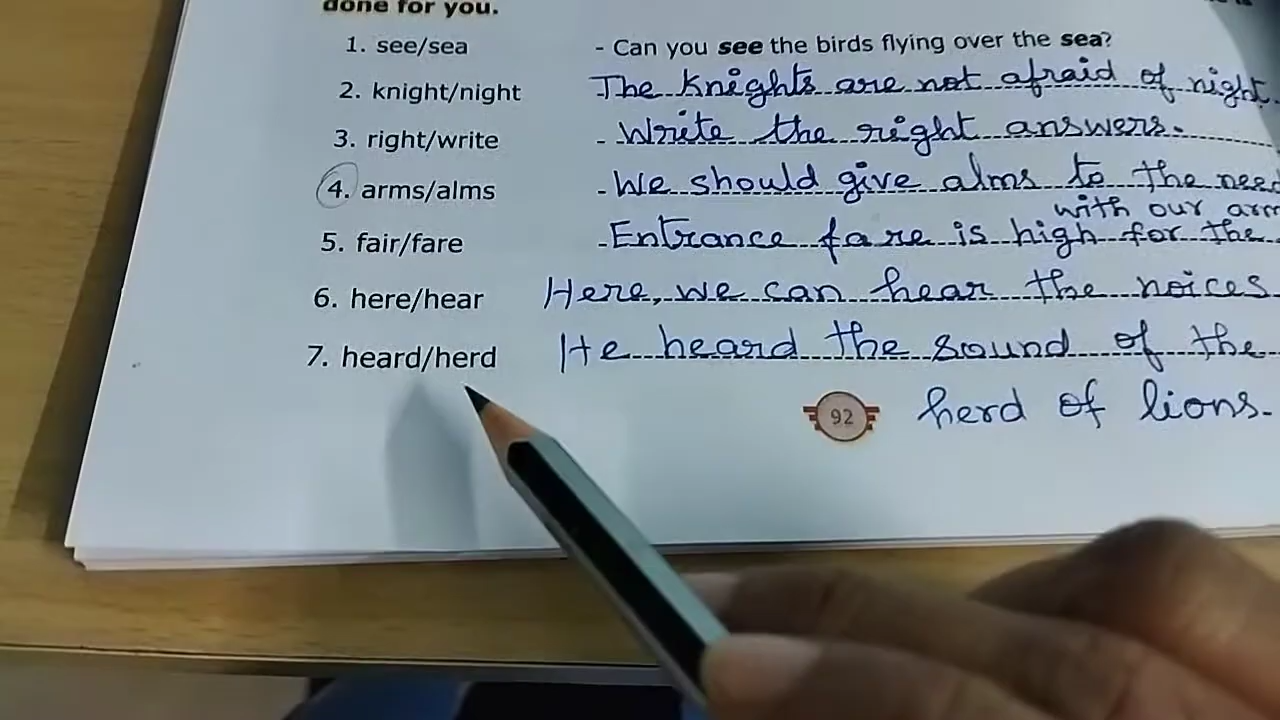 done for you.
1. see/sea - Can you see the birds flying over the sea?
2. knight/night The Knights are not afraid of night.
3. right/write - Write the right answers.
4. arms/alms - We should give alms to the
with our
5. fair/fare - Entrance fare is high for the
6. here/hear Here, we can hear the noices
7. heard/herd He heard the sound of the
92 herd of lions.